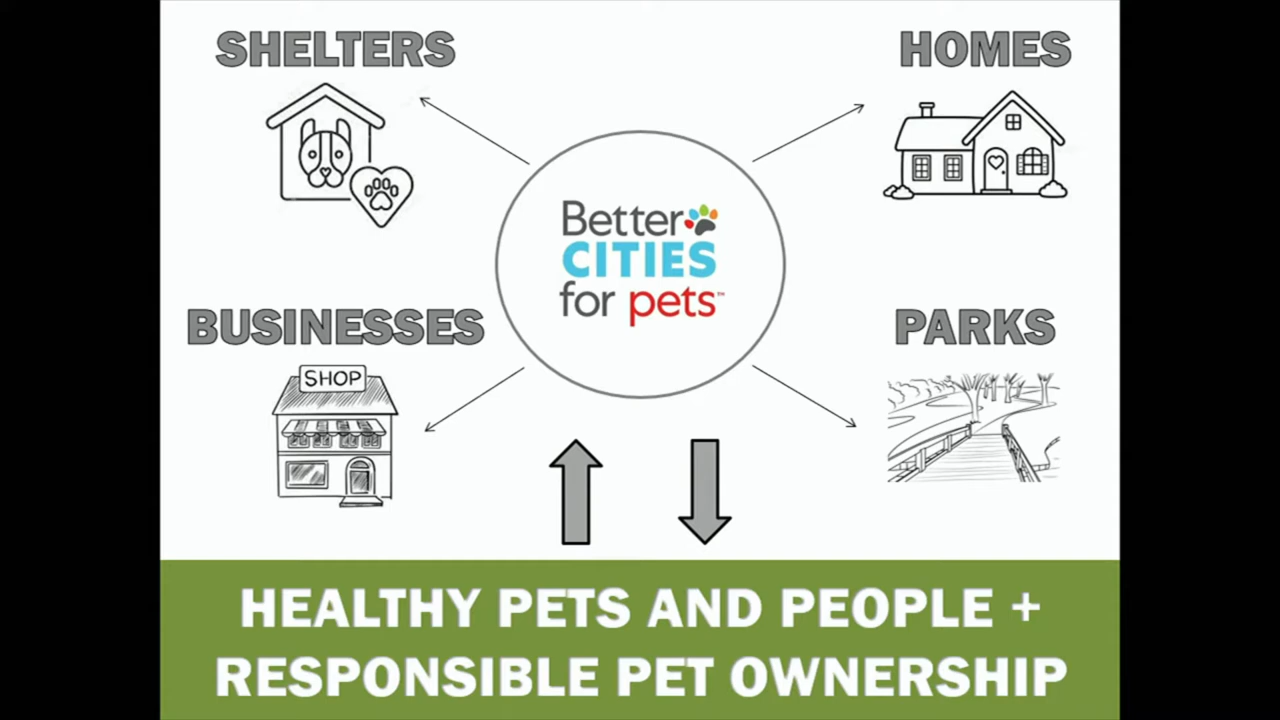 SHELTERS
HOMES
Better
CITIES
for pets™
BUSINESSES
PARKS
SHOP
HEALTHY PETS AND PEOPLE +
RESPONSIBLE PET OWNERSHIP